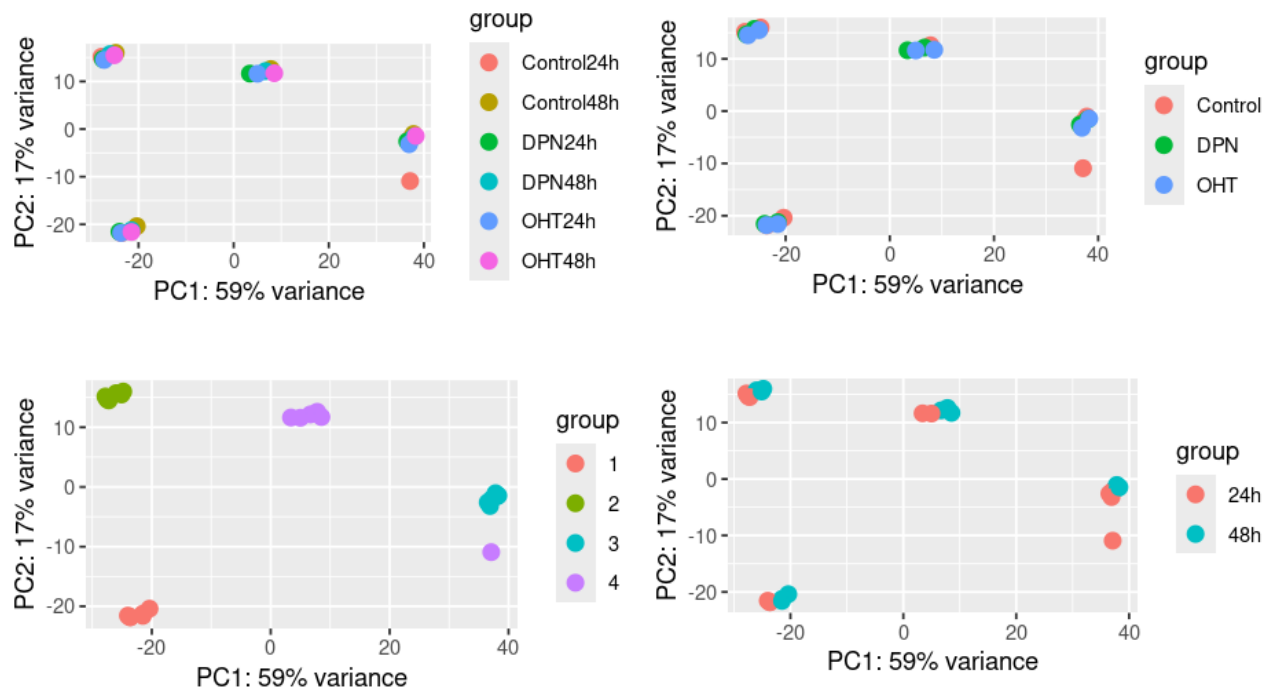 group
Control24h
Control48h
DPN24h
DPN48h
OHT24h
OHT48h
10
0
-10
-20
-20
0
20
40
PC1: 59% variance
PC2: 17% variance
group
Control
DPN
OHT
10
0
-10
-20
-20
0
20
40
PC1: 59% variance
PC2: 17% variance
group
1
2
3
4
10
0
-10
-20
-20
0
20
40
PC1: 59% variance
PC2: 17% variance
group
24h
48h
10
0
-10
-20
-20
0
20
40
PC1: 59% variance
PC2: 17% variance